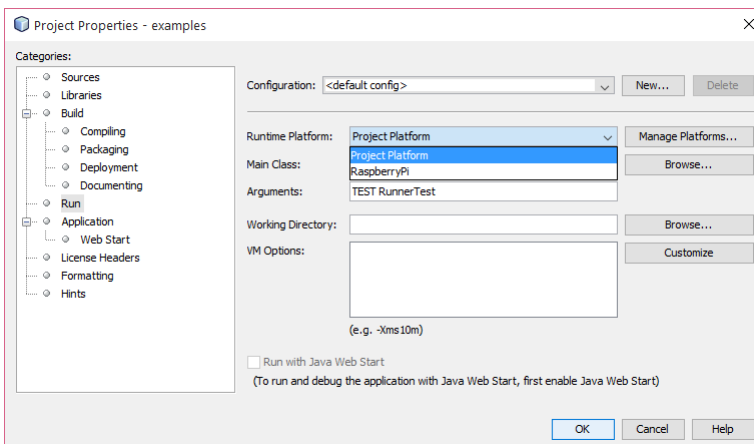 Project Properties - examples
Categories:
Sources
Libraries
Build
Compiling
Packaging
Deployment
Documenting
Run
Application
Web Start
License Headers
Formatting
Hints
Configuration: <default config> New... Delete
Runtime Platform: Project Platform Manage Platforms...
Project Platform
Main Class: Browse...
RaspberryPi
Arguments: TEST RunnerTest
Working Directory: Browse...
VM Options: Customize
(e.g. -Xms10m)
Run with Java Web Start
(To run and debug the application with Java Web Start, first enable Java Web Start)
OK Cancel Help